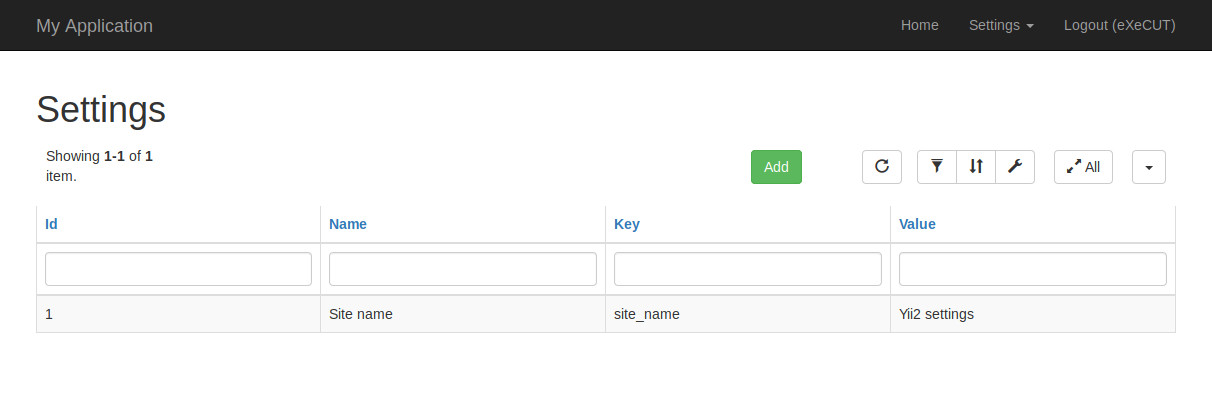 My Application
Home Settings Logout (eXeCUT)
Settings
Showing 1-1 of 1
item.
Add All
Id Name Key Value
1 Site name site_name Yii2 settings